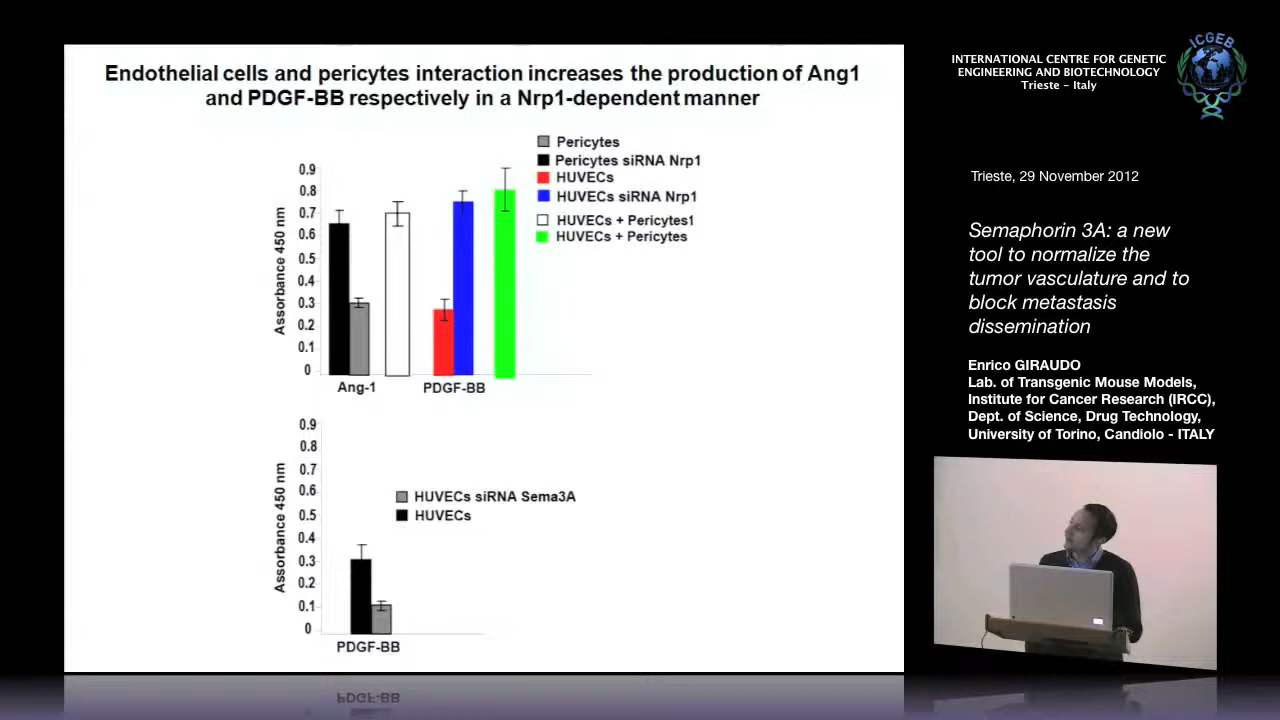 Endothelial cells and pericytes interaction increases the production of Ang1
and PDGF-BB respectively in a Nrp1-dependent manner
Pericytes
Pericytes siRNA Nrp1
HUVECs
HUVECs siRNA Nrp1
HUVECs + Pericytes1
HUVECs + Pericytes
Assorbance 450 nm
0.9
0.8
0.7
0.6
0.5
0.4
0.3
0.2
0.1
0
Ang-1
PDGF-BB
Assorbance 450 nm
0.9
0.8
0.7
0.6
0.5
0.4
0.3
0.2
0.1
0
HUVECs siRNA Sema3A
HUVECs
PDGF-BB
INTERNATIONAL CENTRE FOR GENETIC
ENGINEERING AND BIOTECHNOLOGY
Trieste - Italy
ICGEB
Trieste, 29 November 2012
Semaphorin 3A: a new
tool to normalize the
tumor vasculature and to
block metastasis
dissemination
Enrico GIRAUDO
Lab. of Transgenic Mouse Models,
Institute for Cancer Research (IRCC),
Dept. of Science, Drug Technology,
University of Torino, Candiolo - ITALY